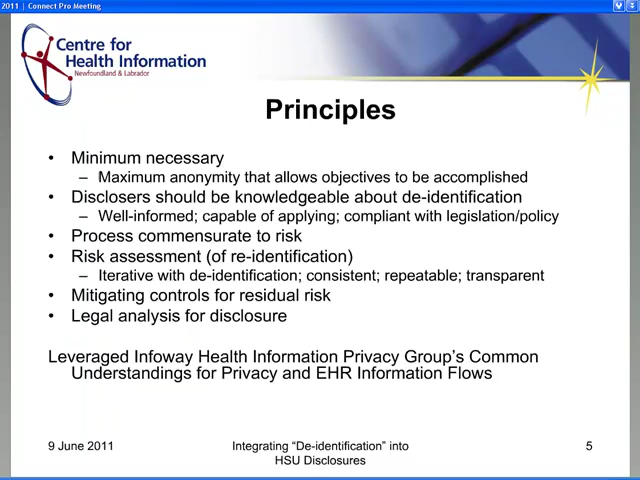 2011 | Connect Pro Meeting
Centre for
Health Information
Newfoundland & Labrador
Principles
• Minimum necessary
– Maximum anonymity that allows objectives to be accomplished
• Disclosers should be knowledgeable about de-identification
– Well-informed; capable of applying; compliant with legislation/policy
• Process commensurate to risk
• Risk assessment (of re-identification)
– Iterative with de-identification; consistent; repeatable; transparent
• Mitigating controls for residual risk
• Legal analysis for disclosure
Leveraged Infoway Health Information Privacy Group’s Common
Understandings for Privacy and EHR Information Flows
9 June 2011
Integrating “De-identification” into
HSU Disclosures
5